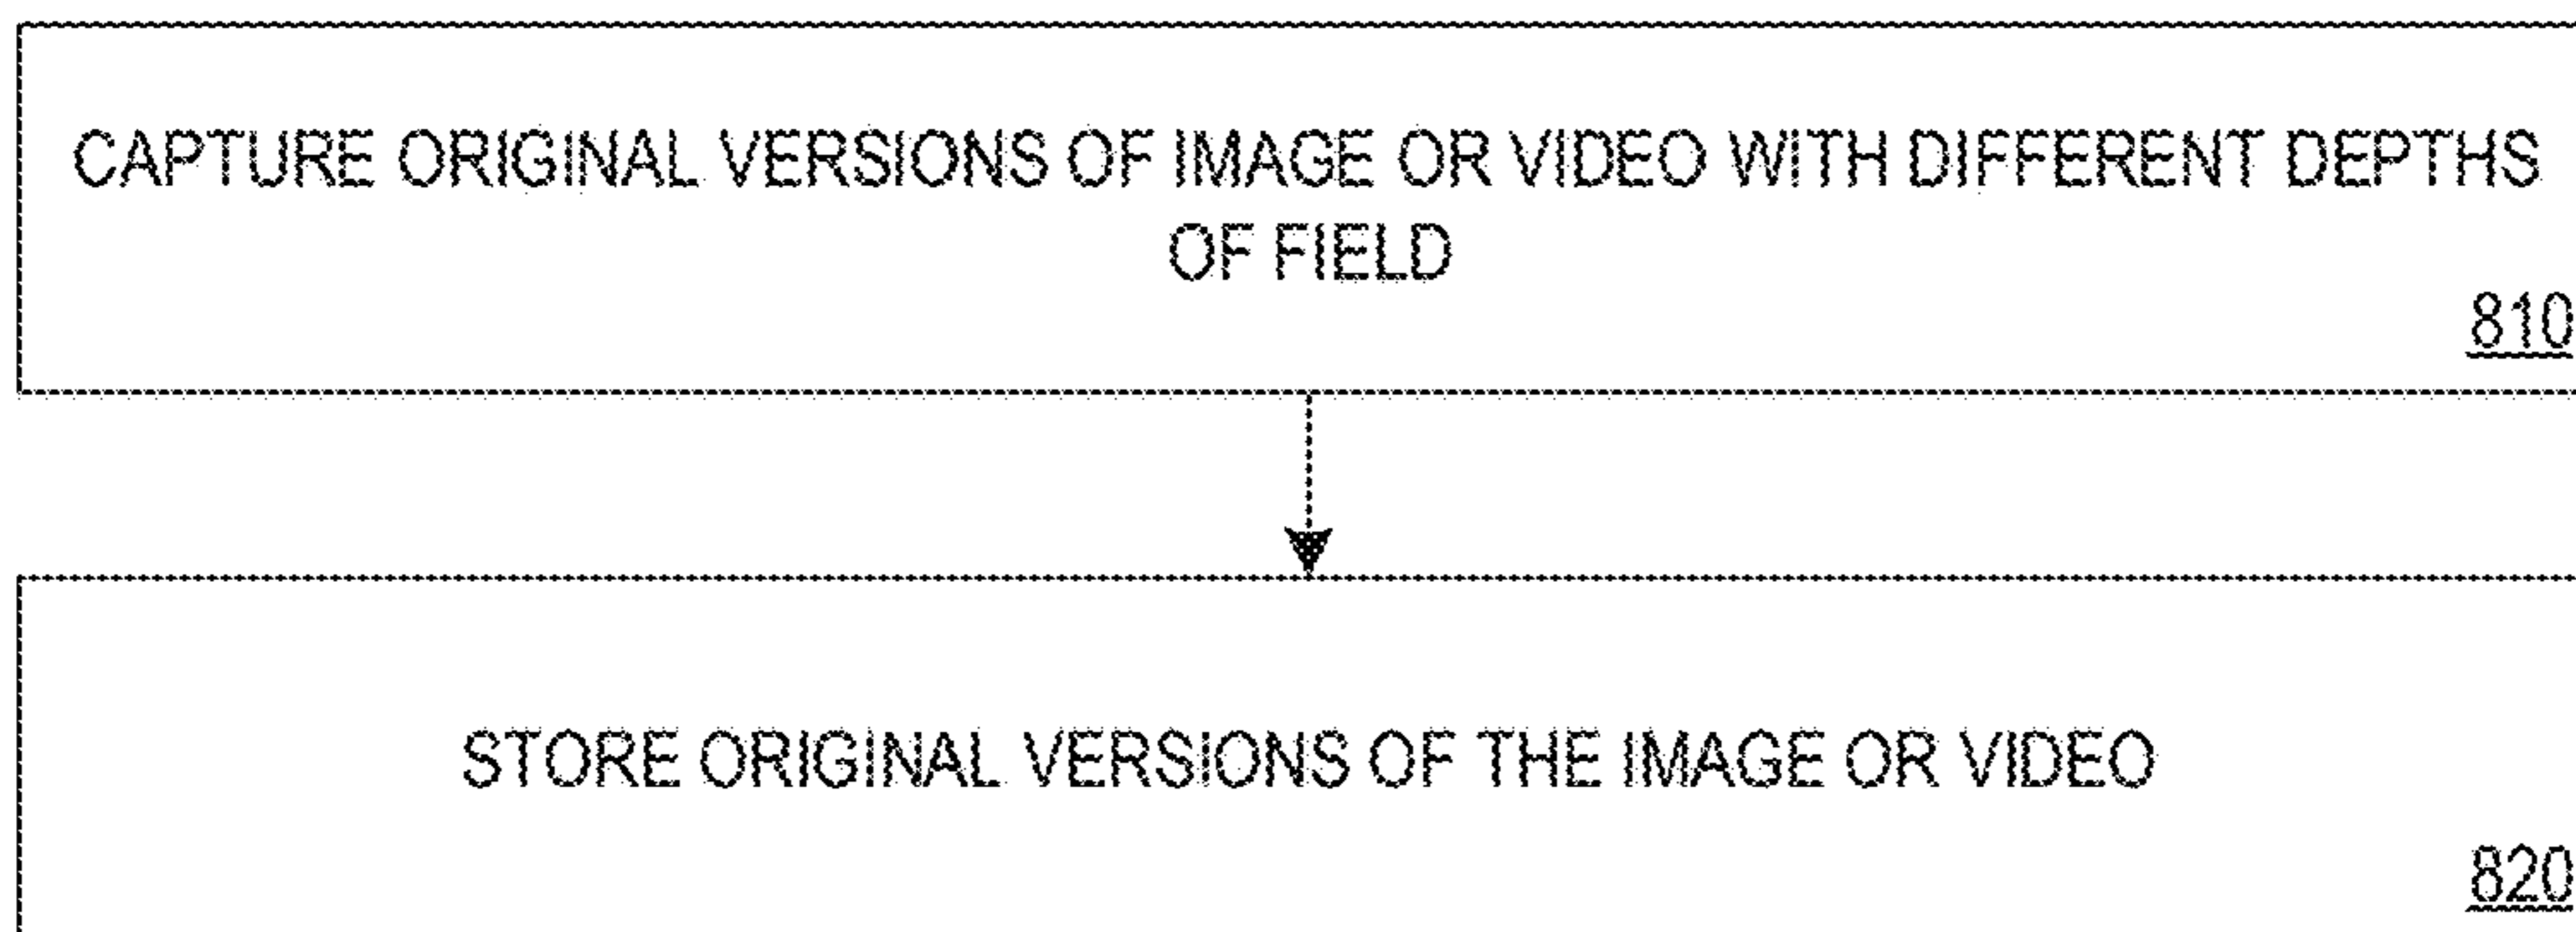 CAPTURE ORIGINAL VERSIONS OF IMAGE OR VIDEO WITH DIFFERENT DEPTHS
OF FIELD
810
STORE ORIGINAL VERSIONS OF THE IMAGE OR VIDEO
820